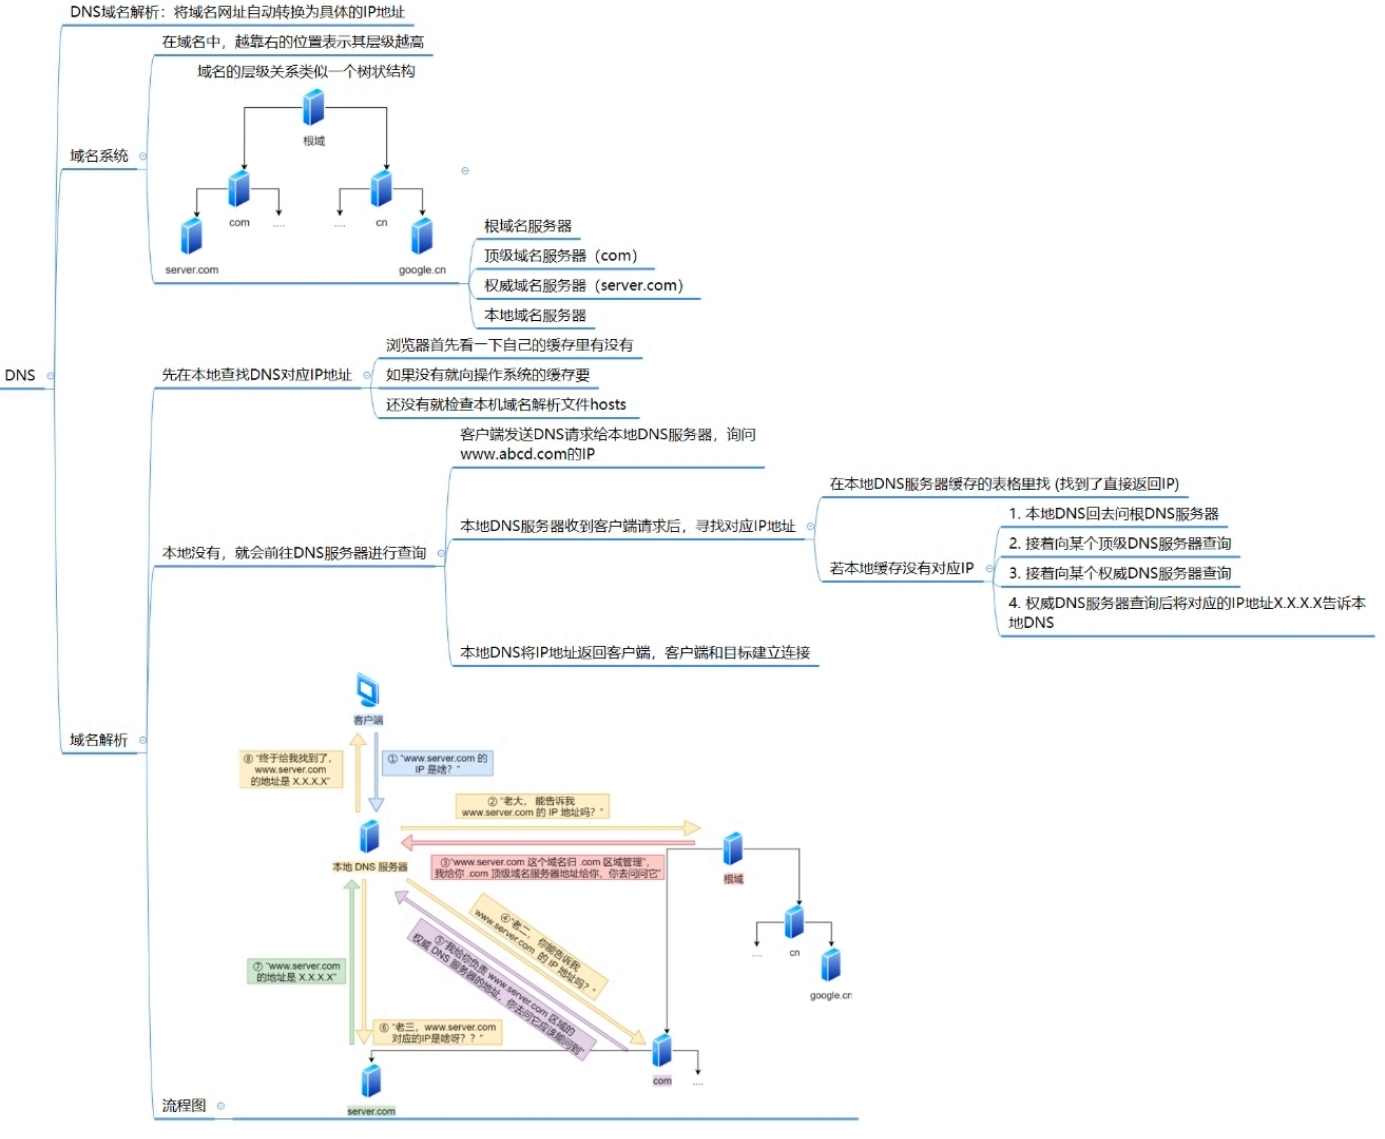 DNS域名解析：将域名网址自动转换为具体的IP地址
在域名中，越靠右的位置表示其层级越高
域名的层级关系类似一个树状结构
根域
域名系统
com
....
....
cn
server.com
google.cn
根域名服务器
顶级域名服务器（com）
权威域名服务器（server.com）
本地域名服务器
DNS
浏览器首先看一下自己的缓存里有没有
先在本地查找DNS对应IP地址
如果没有就向操作系统的缓存要
还没有就检查本机域名解析文件hosts
客户端发送DNS请求给本地DNS服务器，询问
www.abcd.com的IP
在本地DNS服务器缓存的表格里找 (找到了直接返回IP)
本地DNS服务器收到客户端请求后，寻找对应IP地址
1. 本地DNS回去问根DNS服务器
2. 接着向某个顶级DNS服务器查询
本地没有，就会前往DNS服务器进行查询
若本地缓存没有对应IP
3. 接着向某个权威DNS服务器查询
4. 权威DNS服务器查询后将对应的IP地址X.X.X.X告诉本
地DNS
本地DNS将IP地址返回客户端，客户端和目标建立连接
域名解析
客户端
⑧ “终于给我找到了，
www.server.com
的地址是 X.X.X.X”
① “www.server.com 的
IP 是啥？”
② “老大， 能告诉我
www.server.com 的 IP 地址吗？”
本地 DNS 服务器
③“www.server.com 这个域名归 .com 区域管理”，
我给你 .com 顶级域名服务器地址给你，你去问问它”
根域
④“老二， 你能告诉我
www.server.com 的 IP 地址吗？”
⑤“我给你负责 www.server.com 区域的
权威 DNS 服务器的地址，你去问它应该能问到”
....
cn
google.cn
⑦ “www.server.com
的地址是 X.X.X.X”
⑥ “老三，www.server.com
对应的IP是啥呀？？”
com
....
server.com
流程图